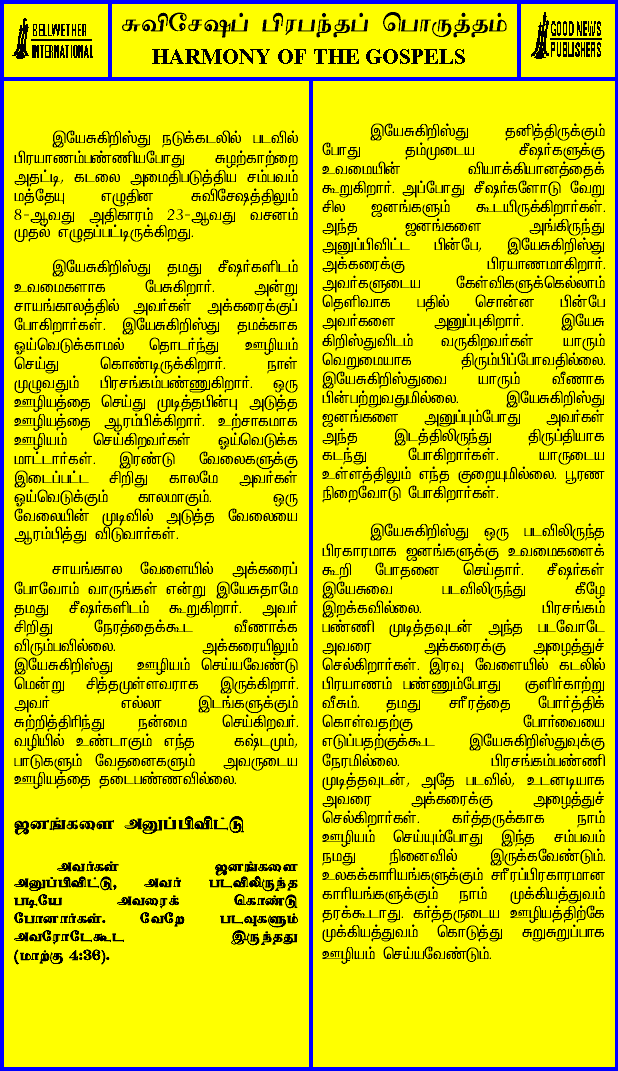 BELLWETHER
INTERNATIONAL
சுவிசேஷப் பிரபந்தப் பொருத்தம்
HARMONY OF THE GOSPELS
GOOD NEWS
PUBLISHERS
இயேசுகிறிஸ்து நடுக்கடலில் படவில்
பிரயாணம்பண்ணியபோது சுழற்காற்றை
அதட்டி, கடலை அமைதிபடுத்திய சம்பவம்
மத்தேயு எழுதின சுவிசேஷத்திலும்
8-ஆவது அதிகாரம் 23-ஆவது வசனம்
முதல் எழுதப்பட்டிருக்கிறது.
இயேசுகிறிஸ்து தமது சீஷர்களிடம்
உவமைகளாக பேசுகிறார். அன்று
சாயங்காலத்தில் அவர்கள் அக்கரைக்குப்
போகிறார்கள். இயேசுகிறிஸ்து தமக்காக
ஓய்வெடுக்காமல் தொடர்ந்து ஊழியம்
செய்து கொண்டிருக்கிறார். நாள்
முழுவதும் பிரசங்கம்பண்ணுகிறார். ஒரு
ஊழியத்தை செய்து முடித்தபின்பு அடுத்த
ஊழியத்தை ஆரம்பிக்கிறார். உற்சாகமாக
ஊழியம் செய்கிறவர்கள் ஓய்வெடுக்க
மாட்டார்கள். இரண்டு வேலைகளுக்கு
இடைப்பட்ட சிறிது காலமே அவர்கள்
ஓய்வெடுக்கும் காலமாகும். ஒரு
வேலையின் முடிவில் அடுத்த வேலையை
ஆரம்பித்து விடுவார்கள்.
சாயங்கால வேளையில் அக்கரைப்
போவோம் வாருங்கள் என்று இயேசுதாமே
தமது சீஷர்களிடம் கூறுகிறார். அவர்
சிறிது நேரத்தைக்கூட வீணாக்க
விரும்பவில்லை. அக்கரையிலும்
இயேசுகிறிஸ்து ஊழியம் செய்யவேண்டு
மென்று சித்தமுள்ளவராக இருக்கிறார்.
அவர் எல்லா இடங்களுக்கும்
சுற்றித்திரிந்து நன்மை செய்கிறவர்.
வழியில் உண்டாகும் எந்த கஷ்டமும்,
பாடுகளும் வேதனைகளும் அவருடைய
ஊழியத்தை தடைபண்ணவில்லை.
ஜனங்களை அனுப்பிவிட்டு
அவர்கள் ஜனங்களை
அனுப்பிவிட்டு, அவர் படவிலிருந்த
படியே அவரைக் கொண்டு
போனார்கள். வேறே படவுகளும்
அவரோடேகூட இருந்தது
(மாற்கு 4:36).
இயேசுகிறிஸ்து தனித்திருக்கும்
போது தம்முடைய சீஷர்களுக்கு
உவமையின் வியாக்கியானத்தைக்
கூறுகிறார். அப்போது சீஷர்களோடு வேறு
சில ஜனங்களும் கூடயிருக்கிறார்கள்.
அந்த ஜனங்களை அங்கிருந்து
அனுப்பிவிட்ட பின்பே, இயேசுகிறிஸ்து
அக்கரைக்கு பிரயாணமாகிறார்.
அவர்களுடைய கேள்விகளுக்கெல்லாம்
தெளிவாக பதில் சொன்ன பின்பே
அவர்களை அனுப்புகிறார். இயேசு
கிறிஸ்துவிடம் வருகிறவர்கள் யாரும்
வெறுமையாக திரும்பிப்போவதில்லை.
இயேசுகிறிஸ்துவை யாரும் வீணாக
பின்பற்றுவதுமில்லை. இயேசுகிறிஸ்து
ஜனங்களை அனுப்பும்போது அவர்கள்
அந்த இடத்திலிருந்து திருப்தியாக
கடந்து போகிறார்கள். யாருடைய
உள்ளத்திலும் எந்த குறையுமில்லை. பூரண
நிறைவோடு போகிறார்கள்.
இயேசுகிறிஸ்து ஒரு படவிலிருந்த
பிரகாரமாக ஜனங்களுக்கு உவமைகளைக்
கூறி போதனை செய்தார். சீஷர்கள்
இயேசுவை படவிலிருந்து கீழே
இறக்கவில்லை. பிரசங்கம்
பண்ணி முடித்தவுடன் அந்த படவோடே
அவரை அக்கரைக்கு அழைத்துச்
செல்கிறார்கள். இரவு வேளையில் கடலில்
பிரயாணம் பண்ணும்போது குளிர்காற்று
வீசும். தமது சரீரத்தை போர்த்திக்
கொள்வதற்கு போர்வையை
எடுப்பதற்குக்கூட இயேசுகிறிஸ்துவுக்கு
நேரமில்லை. பிரசங்கம்பண்ணி
முடித்தவுடன், அதே படவில், உடனடியாக
அவரை அக்கரைக்கு அழைத்துச்
செல்கிறார்கள். கர்த்தருக்காக நாம்
ஊழியம் செய்யும்போது இந்த சம்பவம்
நமது நினைவில் இருக்கவேண்டும்.
உலகக்காரியங்களுக்கும் சரீரப்பிரகாரமான
காரியங்களுக்கும் நாம் முக்கியத்துவம்
தரக்கூடாது. கர்த்தருடைய ஊழியத்திற்கே
முக்கியத்துவம் கொடுத்து சுறுசுறுப்பாக
ஊழியம் செய்யவேண்டும்.